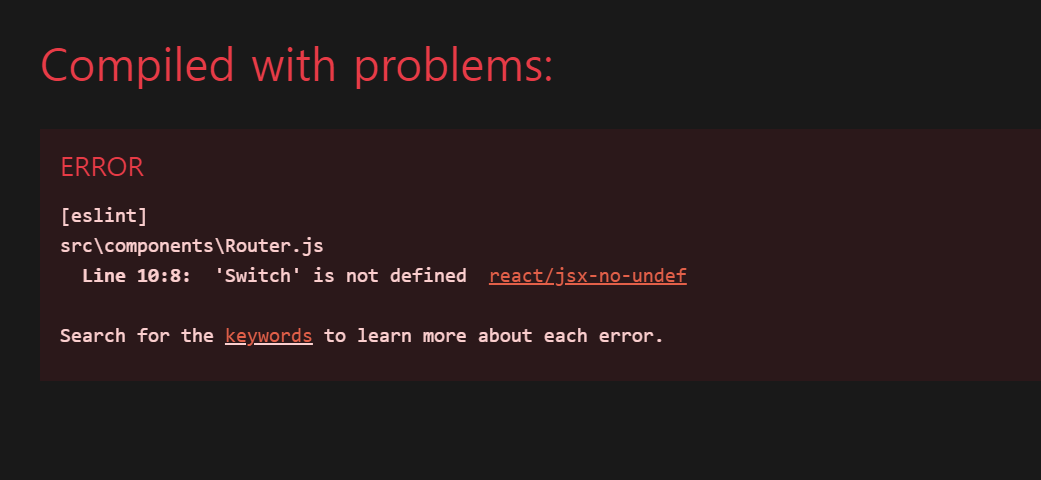 Compiled with problems:
ERROR
[eslint]
src\components\Router.js
  Line 10:8:  'Switch' is not defined  react/jsx-no-undef
Search for the keywords to learn more about each error.